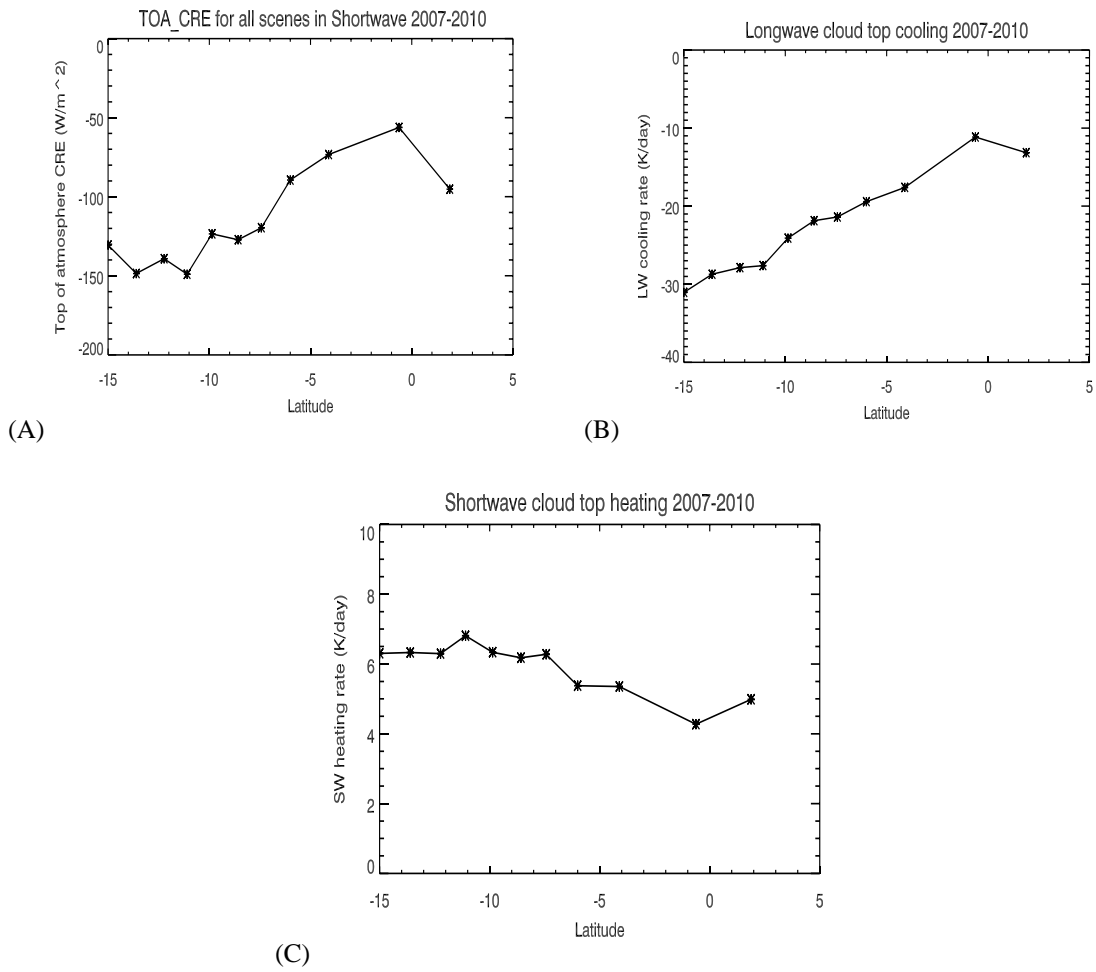 TOA_CRE for all scenes in Shortwave 2007-2010
Top of atmosphere CRE (W/m^2)
0
-50
-100
-150
-200
-15 -10 -5 0 5
Latitude
(A)
Longwave cloud top cooling 2007-2010
LW cooling rate (K/day)
0
-10
-20
-30
-40
-15 -10 -5 0 5
Latitude
(B)
Shortwave cloud top heating 2007-2010
SW heating rate (K/day)
10
8
6
4
2
0
-15 -10 -5 0 5
Latitude
(C)